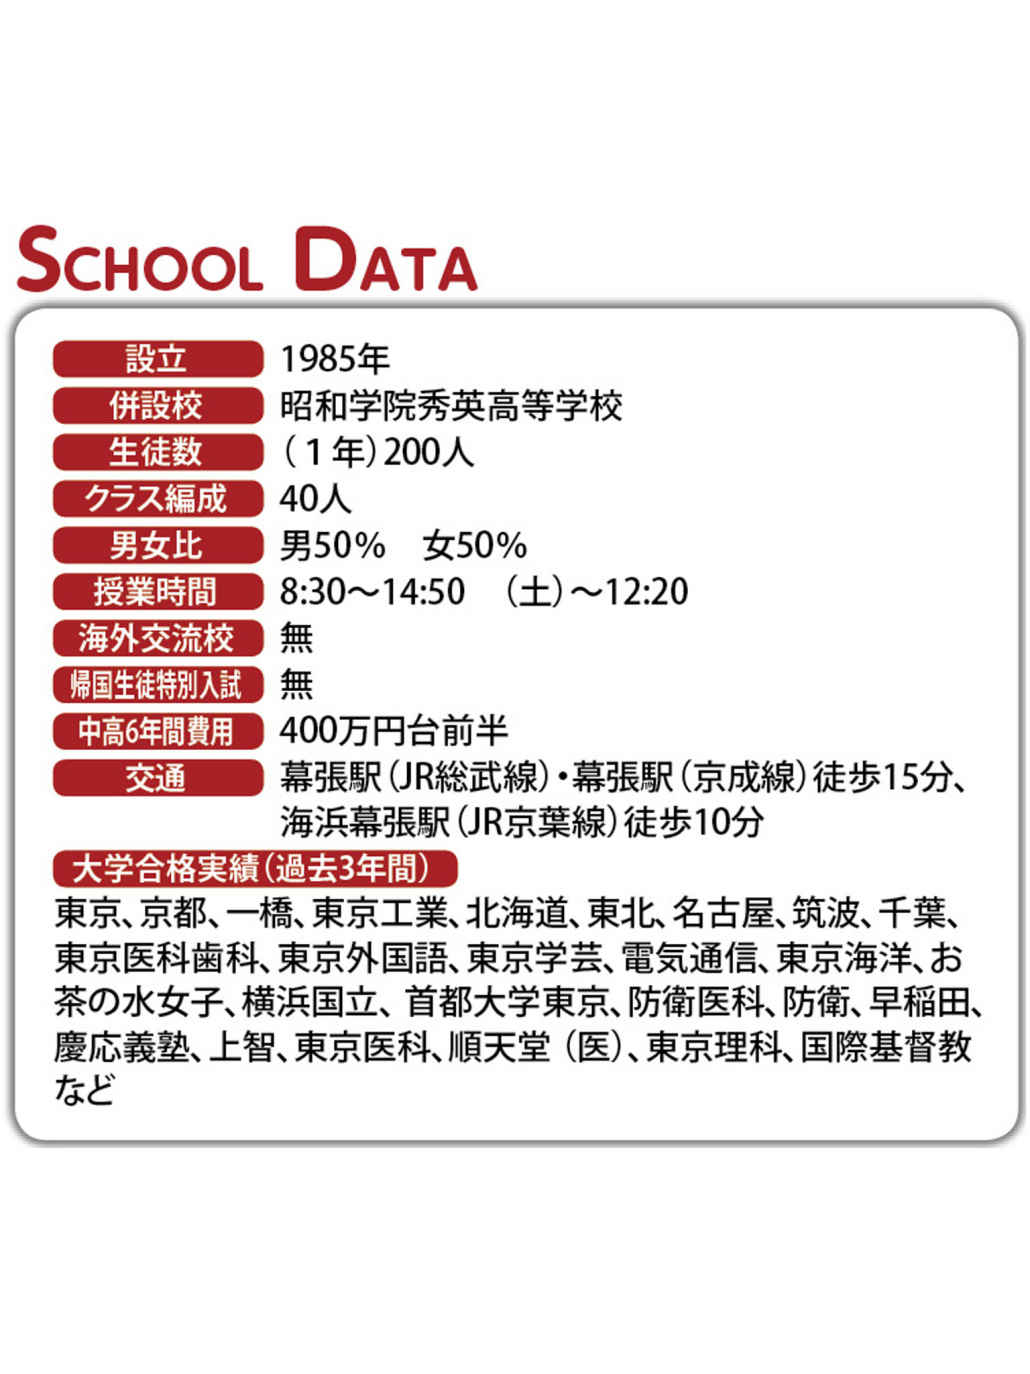 SCHOOL DATA
設立 1985年
併設校 昭和学院秀英高等学校
生徒数 (1年)200人
クラス編成 40人
男女比 男50% 女50%
授業時間 8:30〜14:50 (土)〜12:20
海外交流校 無
帰国生徒特別入試 無
中高6年間費用 400万円台前半
交通 幕張駅(JR総武線)・幕張駅(京成線)徒歩15分、
海浜幕張駅(JR京葉線)徒歩10分
大学合格実績(過去3年間)
東京、京都、一橋、東京工業、北海道、東北、名古屋、筑波、千葉、
東京医科歯科、東京外国語、東京学芸、電気通信、東京海洋、お
茶の水女子、横浜国立、首都大学東京、防衛医科、防衛、早稲田、
慶応義塾、上智、東京医科、順天堂(医)、東京理科、国際基督教
など